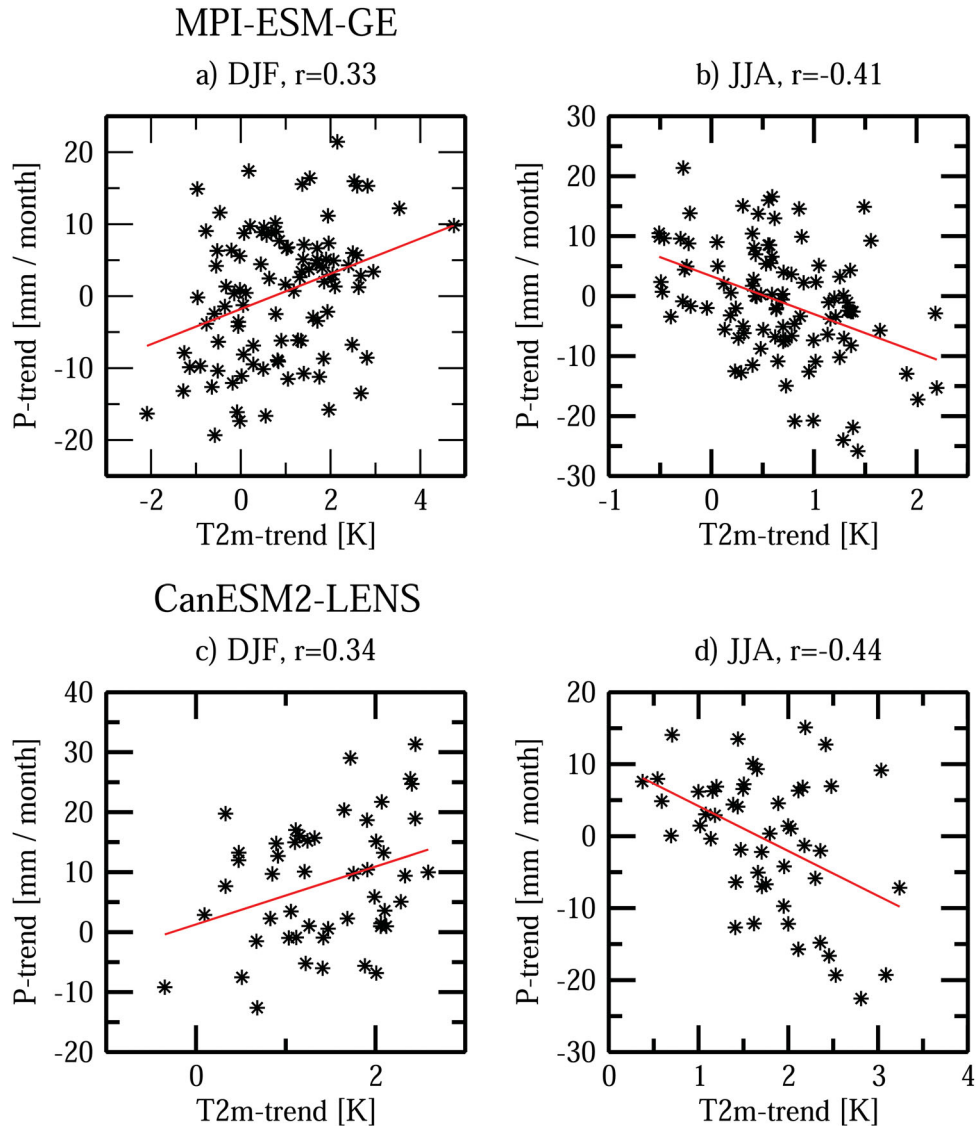 MPI-ESM-GE
a) DJF, r=0.33
b) JJA, r=-0.41
P-trend [mm / month]
20
10
0
-10
-20
-2
0
2
4
T2m-trend [K]
P-trend [mm / month]
30
20
10
0
-10
-20
-30
-1
0
1
2
T2m-trend [K]
CanESM2-LENS
c) DJF, r=0.34
d) JJA, r=-0.44
P-trend [mm / month]
40
30
20
10
0
-10
-20
0
2
T2m-trend [K]
P-trend [mm / month]
20
10
0
-10
-20
-30
0
1
2
3
4
T2m-trend [K]